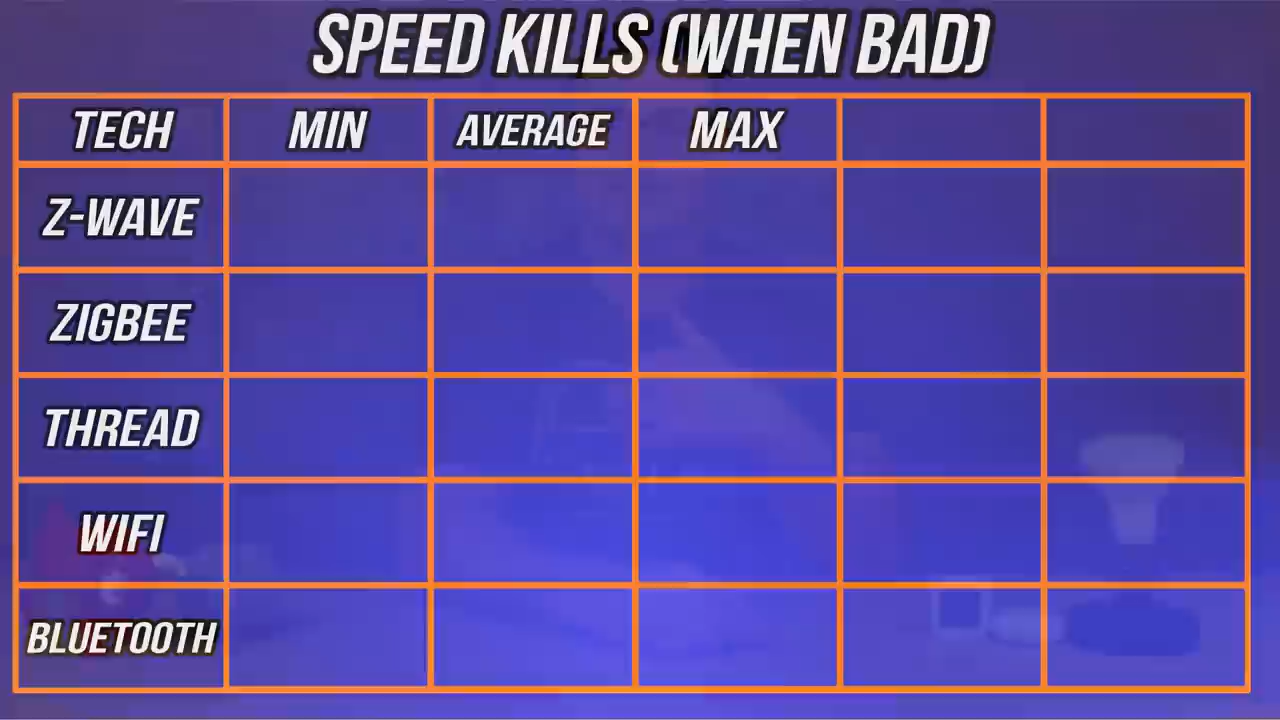 SPEED KILLS (WHEN BAD)
TECH MIN AVERAGE MAX
Z-WAVE
ZIGBEE
THREAD
WIFI
BLUETOOTH